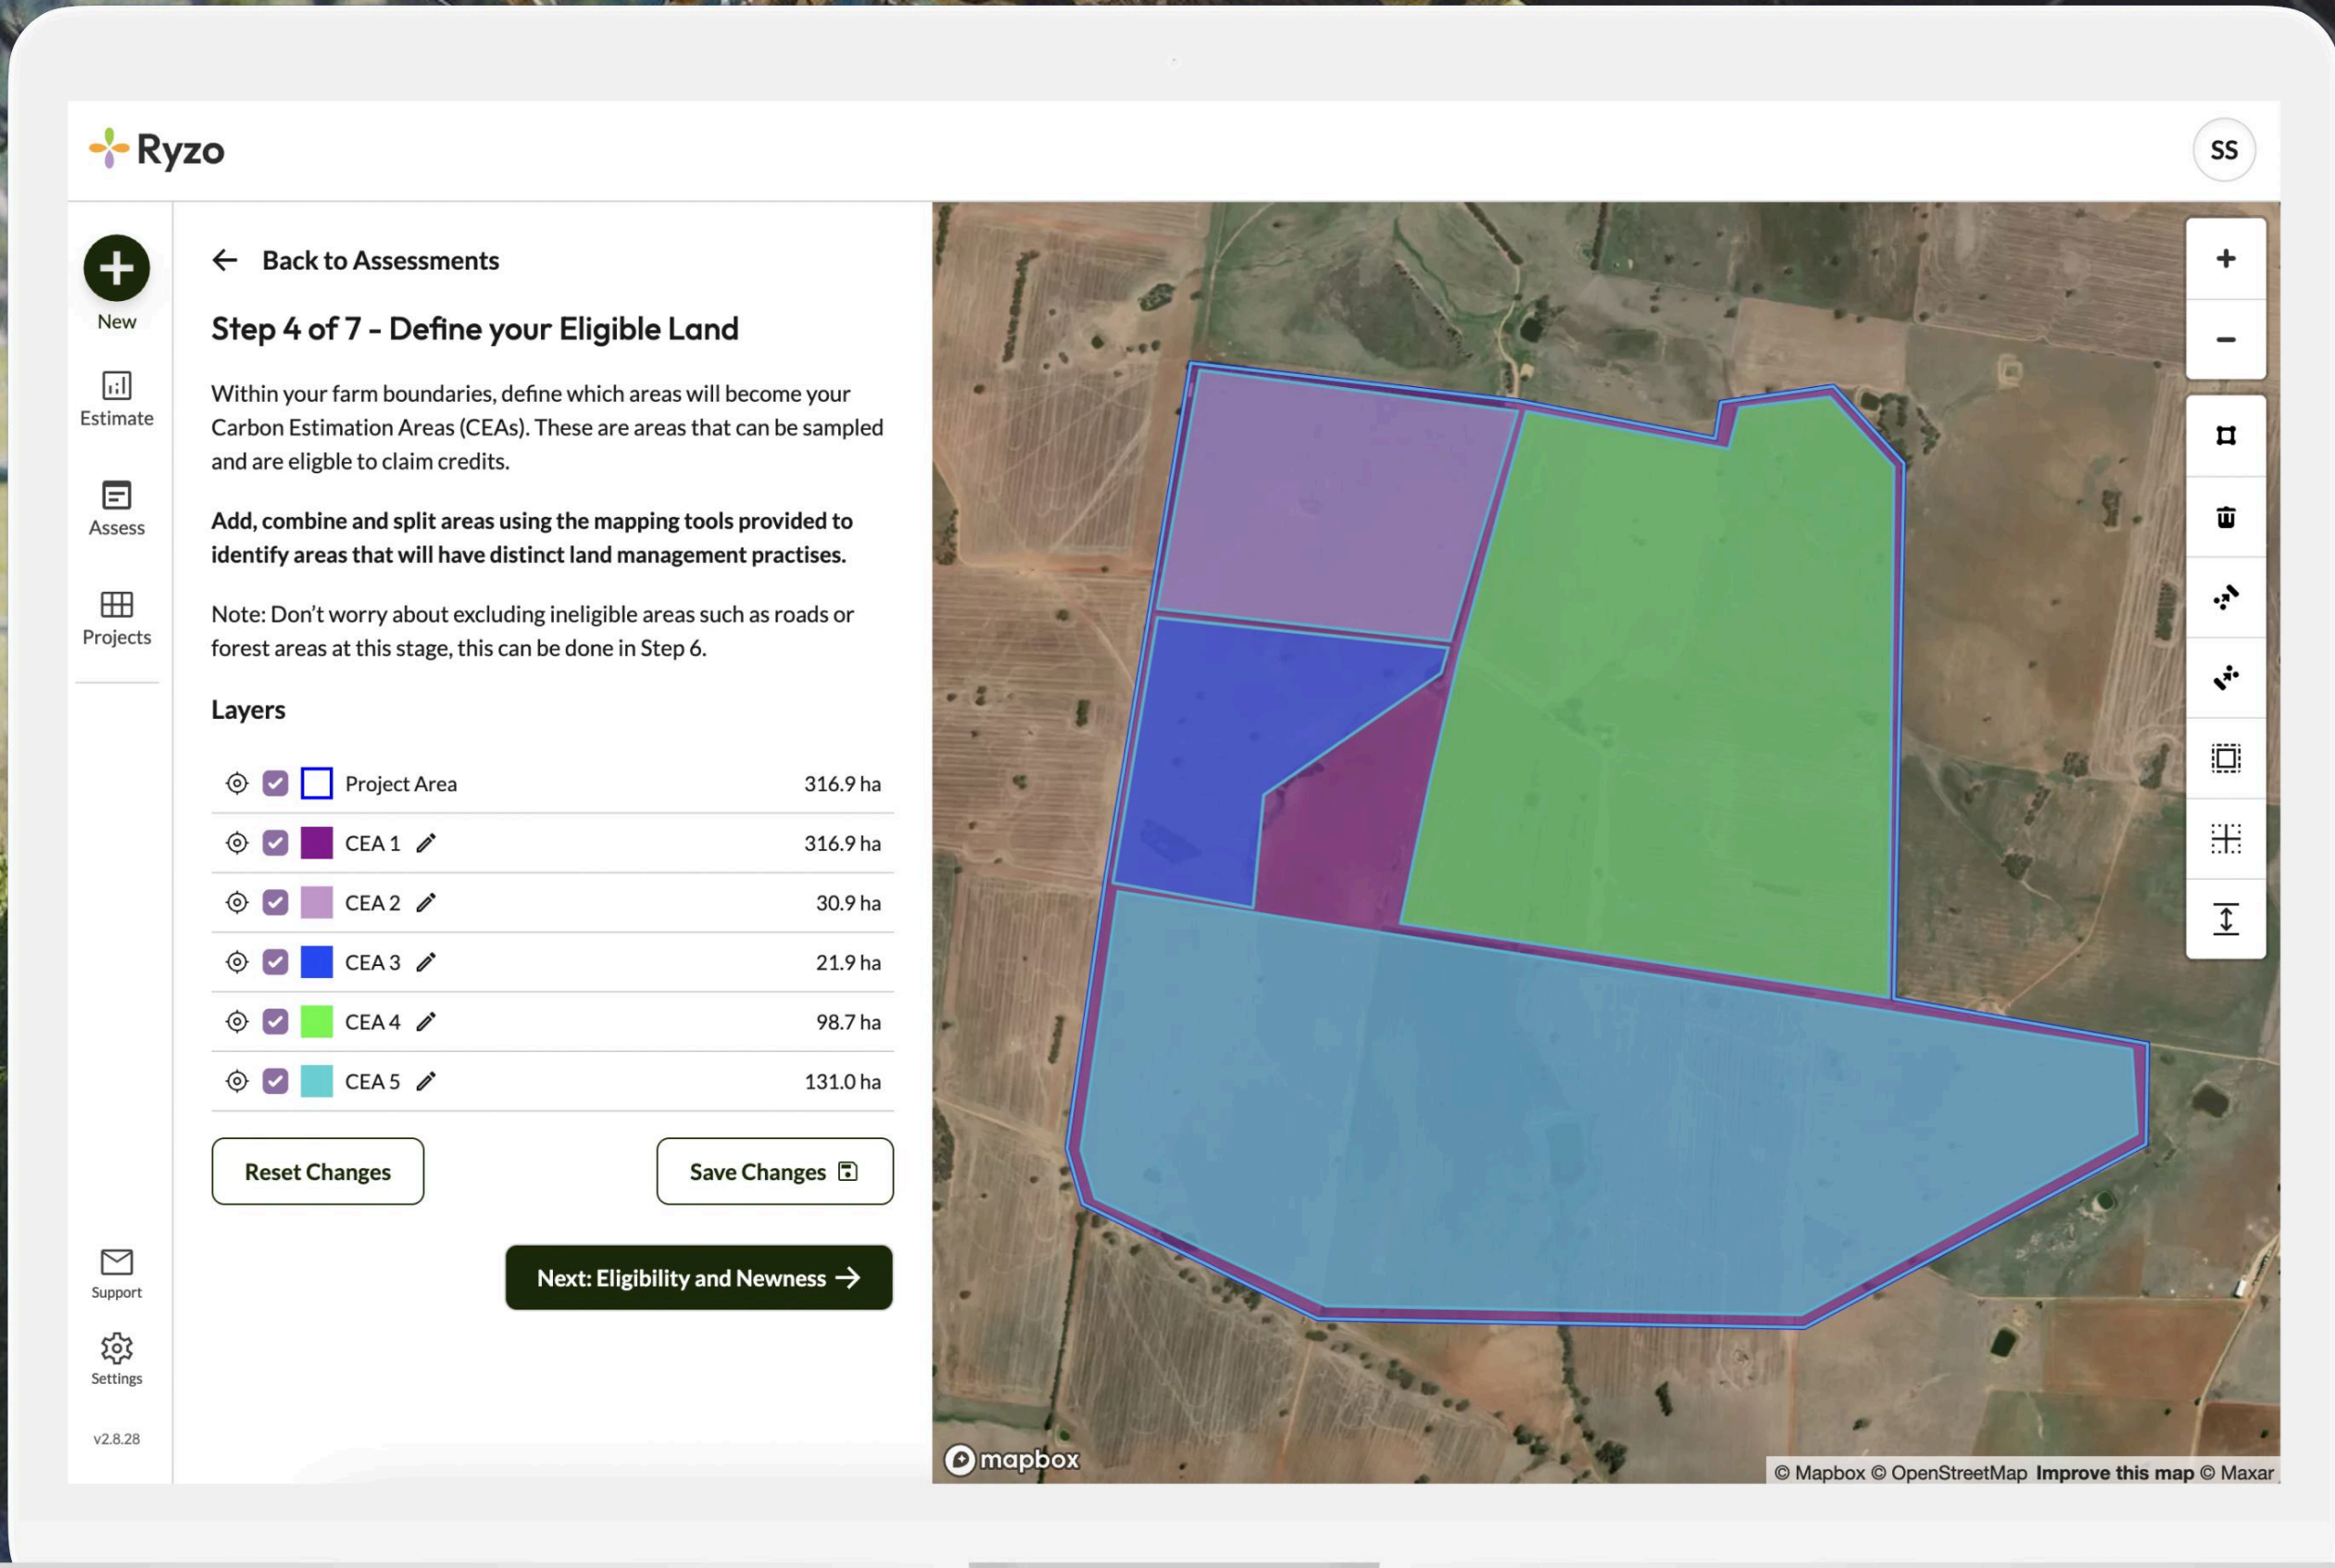 Ryzo
SS
New
Estimate
Assess
Projects
Support
Settings
v2.8.28
Back to Assessments
Step 4 of 7 - Define your Eligible Land
Within your farm boundaries, define which areas will become your
Carbon Estimation Areas (CEAs). These are areas that can be sampled
and are eligble to claim credits.
Add, combine and split areas using the mapping tools provided to
identify areas that will have distinct land management practises.
Note: Don't worry about excluding ineligible areas such as roads or
forest areas at this stage, this can be done in Step 6.
Layers
Project Area 316.9 ha
CEA 1 316.9 ha
CEA 2 30.9 ha
CEA 3 21.9 ha
CEA 4 98.7 ha
CEA 5 131.0 ha
Reset Changes
Save Changes
Next: Eligibility and Newness
mapbox
© Mapbox © OpenStreetMap Improve this map © Maxar